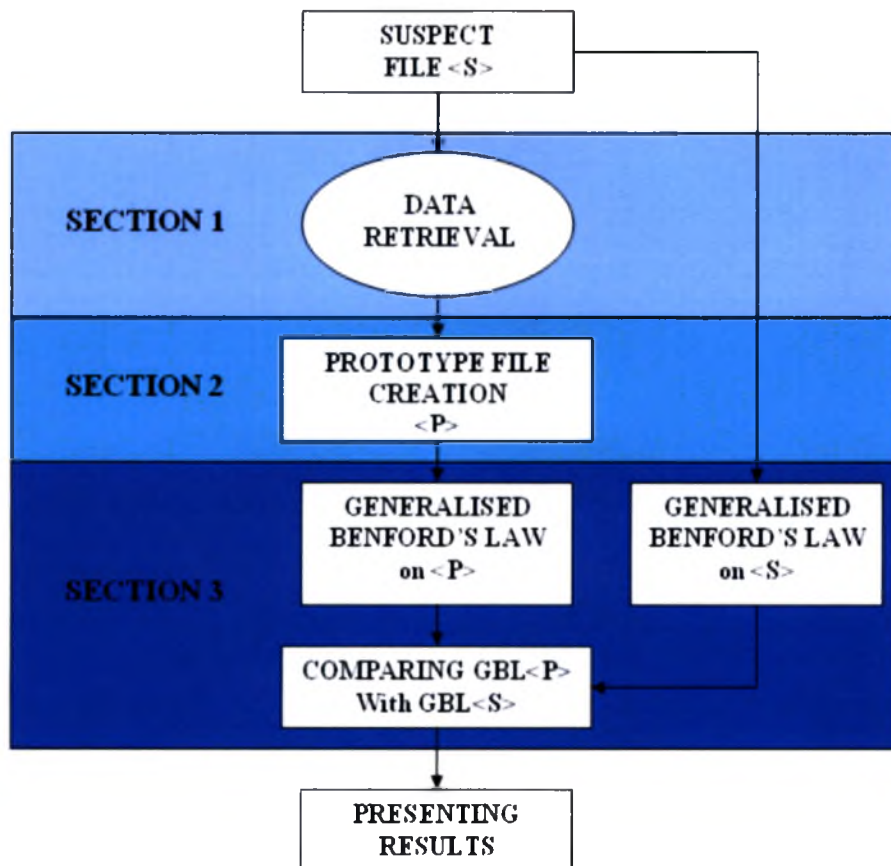 SUSPECT
FILE <S>
SECTION 1
DATA
RETRIEVAL
SECTION 2
PROTOTYPE FILE
CREATION
<P>
SECTION 3
GENERALISED
BENFORD'S LAW
on <P>
GENERALISED
BENFORD'S LAW
on <S>
COMPARING GBL<P>
With GBL<S>
PRESENTING
RESULTS